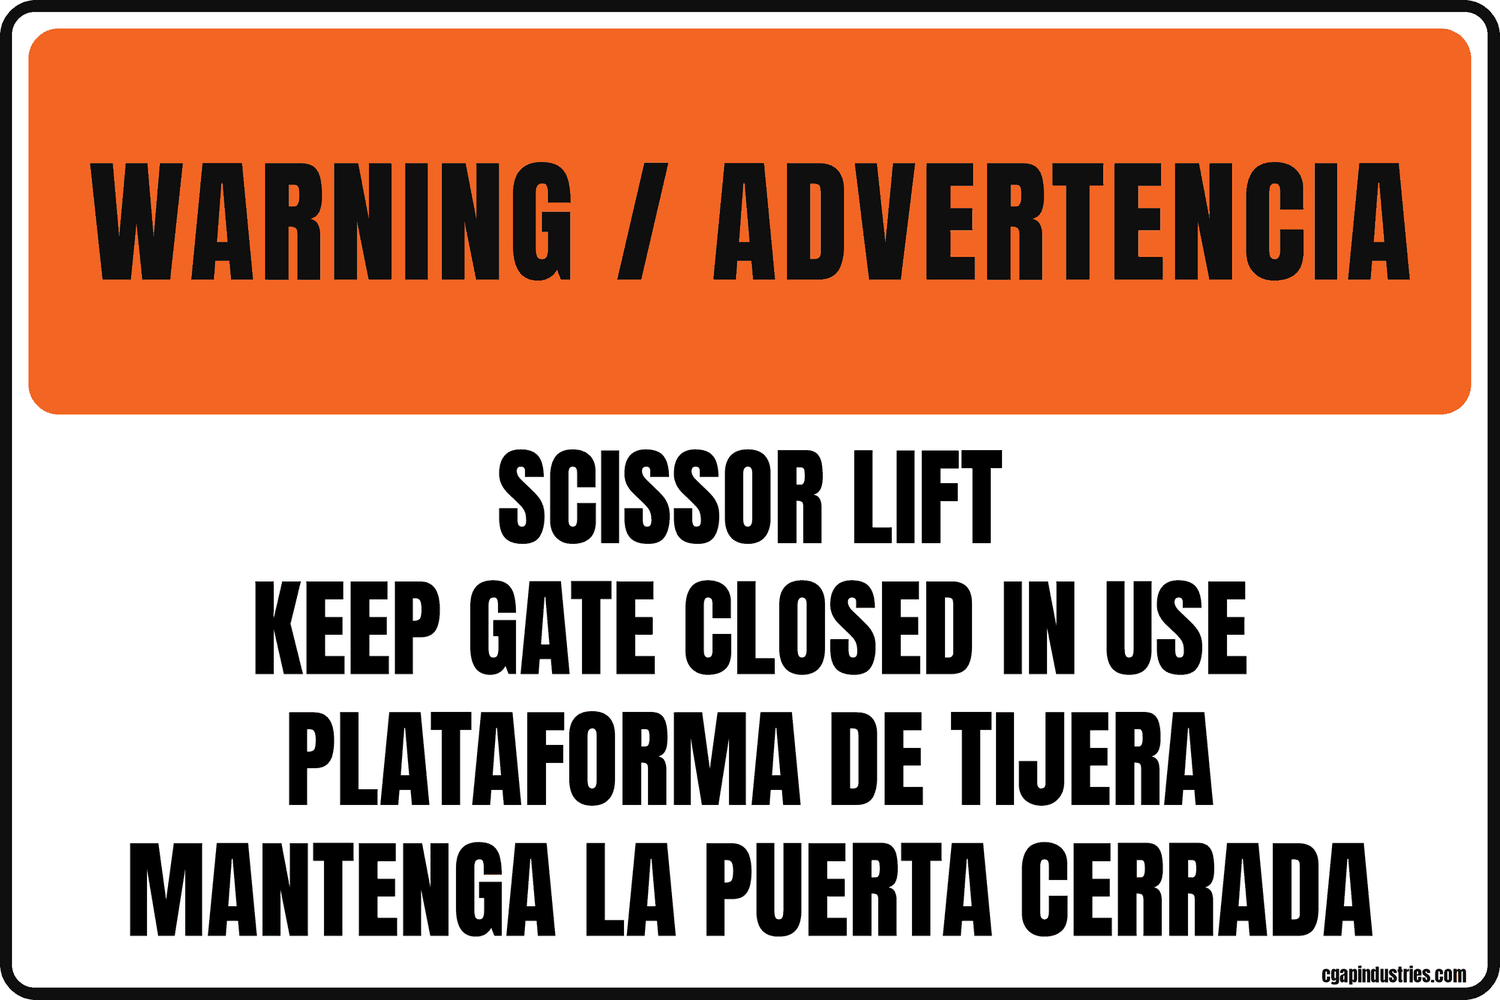 WARNING / ADVERTENCIA
SCISSOR LIFT
KEEP GATE CLOSED IN USE
PLATAFORMA DE TIJERA
MANTENGA LA PUERTA CERRADA
cgapindustries.com